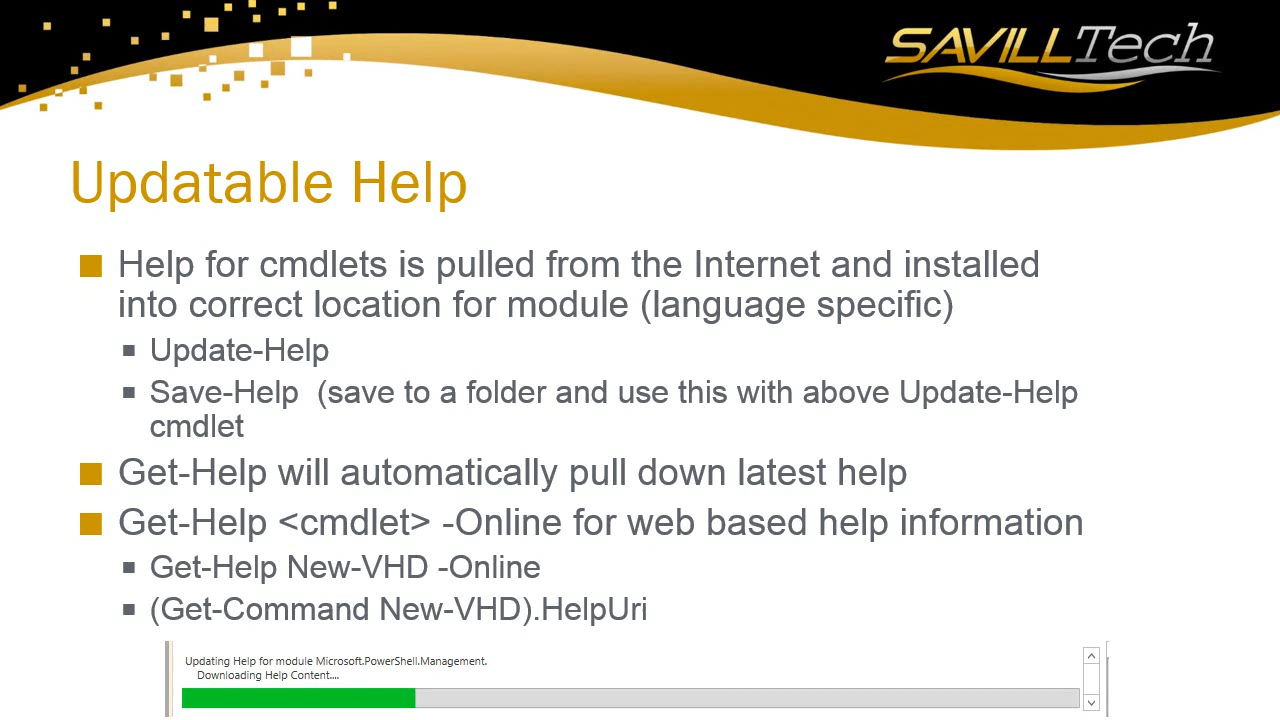 SAVILLTech
Updatable Help
Help for cmdlets is pulled from the Internet and installed
into correct location for module (language specific)
Update-Help
Save-Help  (save to a folder and use this with above Update-Help
cmdlet
Get-Help will automatically pull down latest help
Get-Help <cmdlet> -Online for web based help information
Get-Help New-VHD -Online
(Get-Command New-VHD).HelpUri
Updating Help for module Microsoft.PowerShell.Management.
Downloading Help Content....